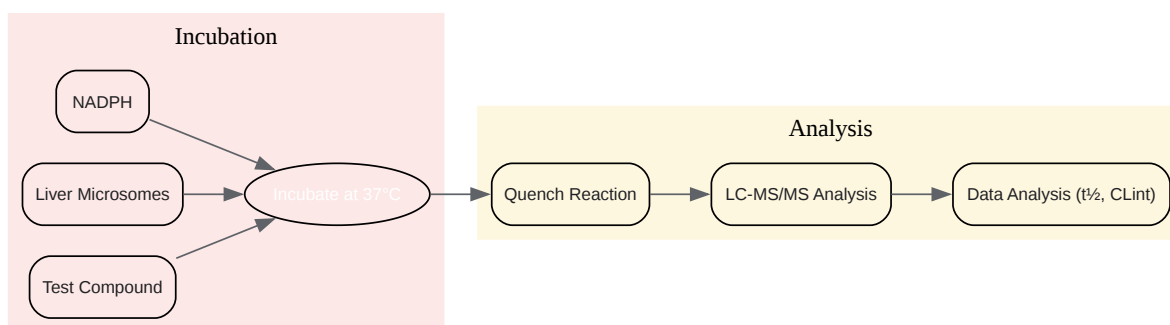 Incubation
NADPH
Liver Microsomes
Test Compound
Incubate at 37°C
Analysis
Quench Reaction
LC-MS/MS Analysis
Data Analysis (t½, CLint)